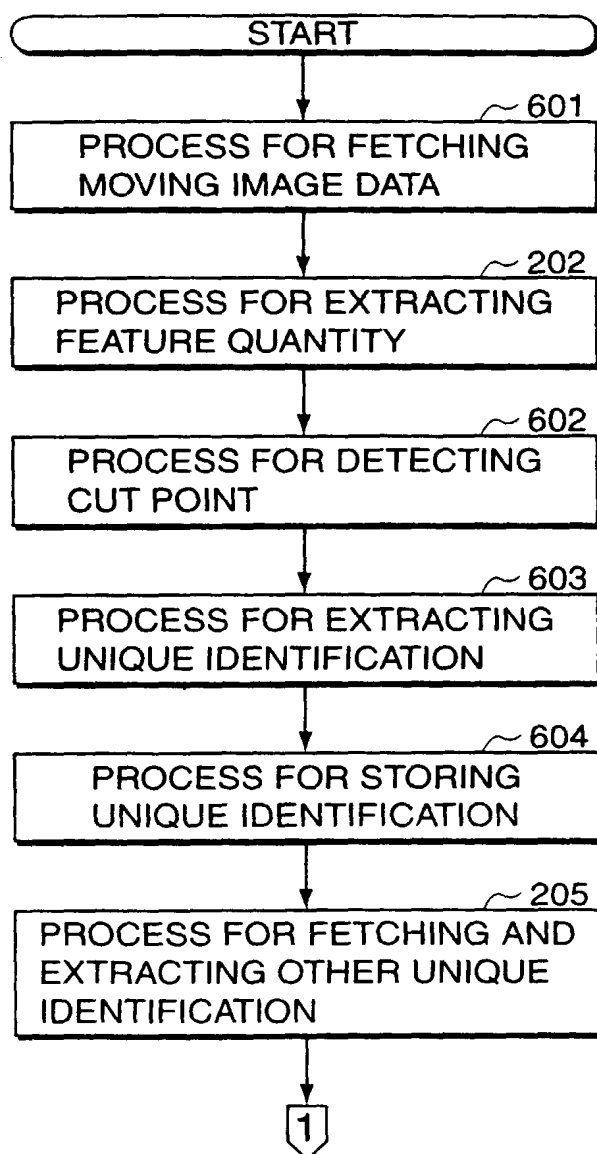 START
601
PROCESS FOR FETCHING
MOVING IMAGE DATA
202
PROCESS FOR EXTRACTING
FEATURE QUANTITY
602
PROCESS FOR DETECTING
CUT POINT
603
PROCESS FOR EXTRACTING
UNIQUE IDENTIFICATION
604
PROCESS FOR STORING
UNIQUE IDENTIFICATION
205
PROCESS FOR FETCHING AND
EXTRACTING OTHER UNIQUE
IDENTIFICATION
1